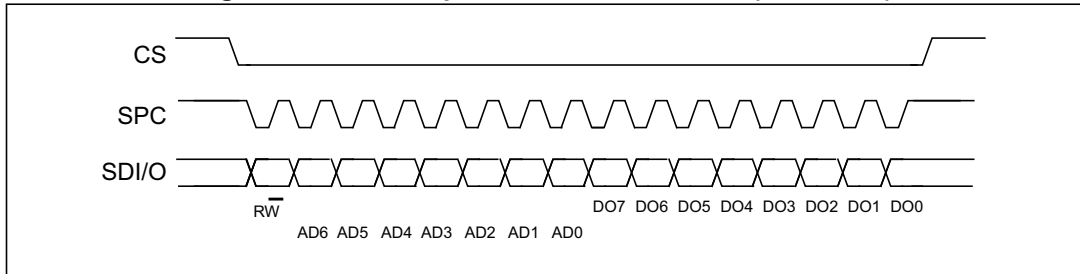 CS
SPC
SDI/O
RW
DO7 DO6 DO5 DO4 DO3 DO2 DO1 DO0
AD6 AD5 AD4 AD3 AD2 AD1 AD0